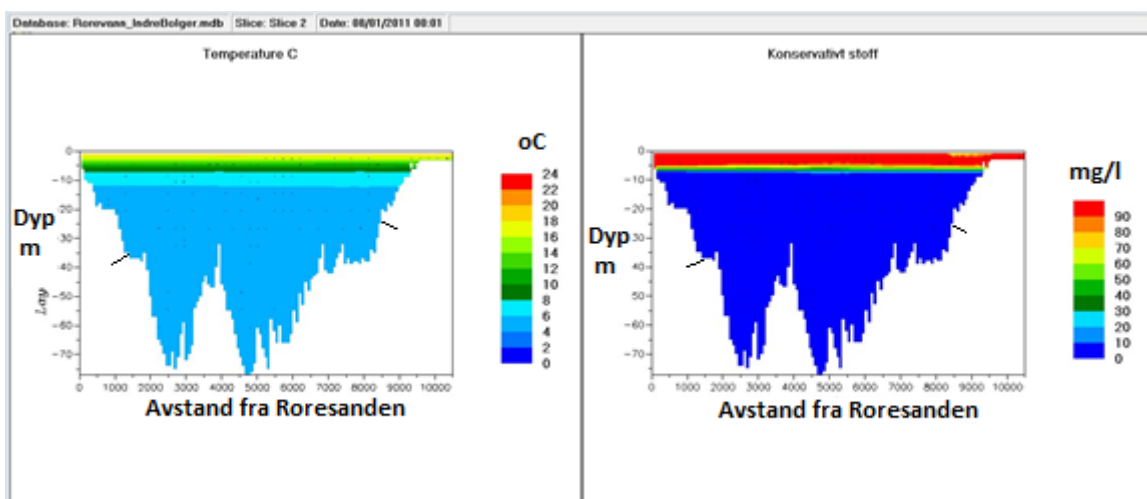 Database: Rorevann_IndreBolger.mdb Slice: Slice 2 Date: 08/01/2011 00:01
Temperature C
Konservativt stoff
oC
mg/l
0
-10
-20
-30
-40
-50
-60
-70
Dyp
m
Lay
24
22
20
18
16
14
12
10
8
6
4
2
0
0
-10
-20
-30
-40
-50
-60
-70
Dyp
m
90
80
70
60
50
40
30
20
10
0
0 1000 2000 3000 4000 5000 6000 7000 8000 9000 10000
0 1000 2000 3000 4000 5000 6000 7000 8000 9000 10000
Avstand fra Roresanden
Avstand fra Roresanden